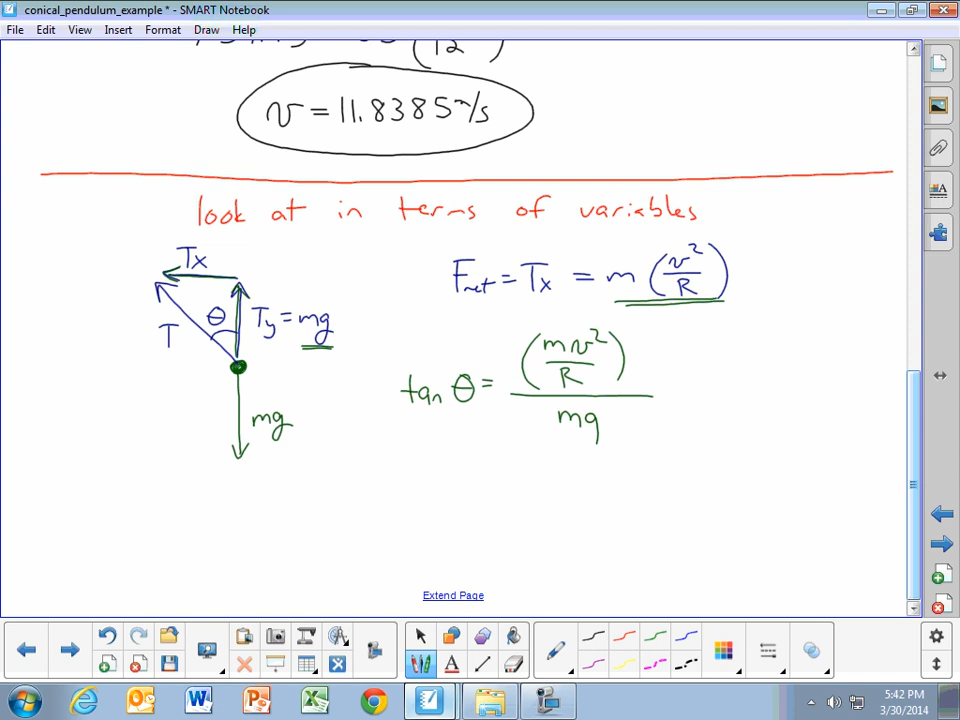 conical_pendulum_example * - SMART Notebook
File Edit View Insert Format Draw Help
(12)
v = 11.8385 m/s
look at in terms of variables
Tx
θ
T
Ty = mg
mg
Fnet = Tx = m (v²/R)
tan θ = (mv²/R)/mg
Extend Page
A
5:42 PM
3/30/2014